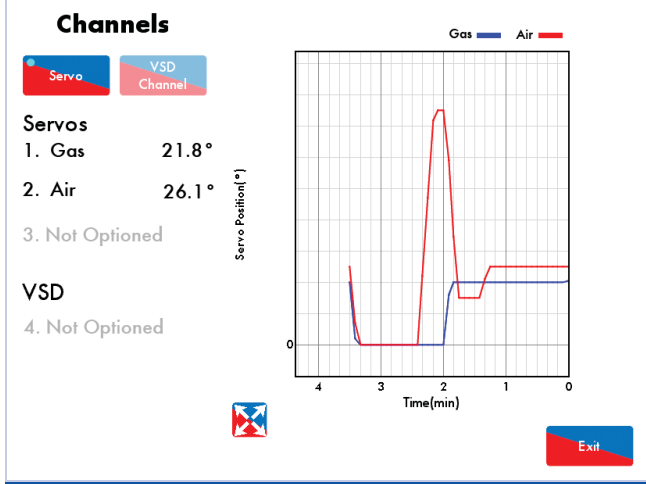 Channels
Servo
VSD
Channel
Servos
1. Gas 21.8°
2. Air 26.1°
3. Not Optioned
VSD
4. Not Optioned
Gas Air
Servo Position(°)
0
4 3 2 1 0
Time(min)
Exit